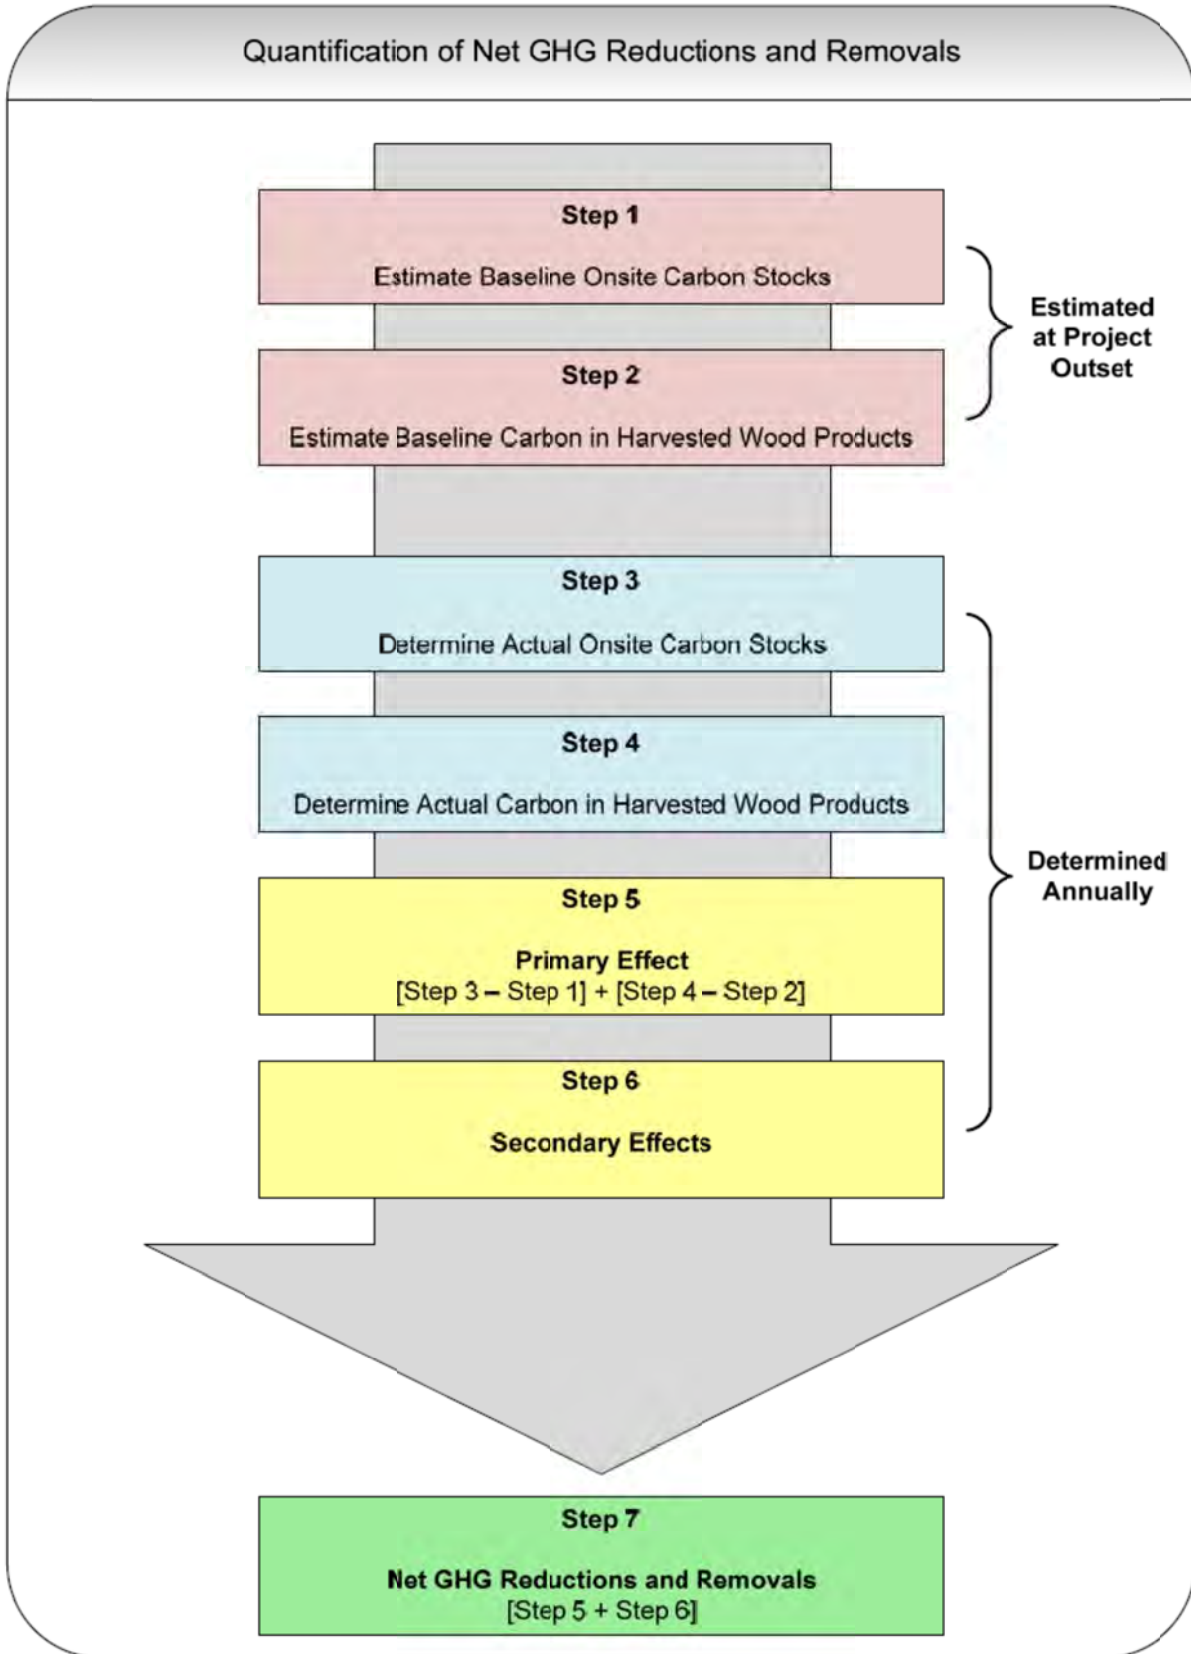 Quantification of Net GHG Reductions and Removals
Step 1
Estimate Baseline Onsite Carbon Stocks
Step 2
Estimate Baseline Carbon in Harvested Wood Products
Estimated
at Project
Outset
Step 3
Determine Actual Onsite Carbon Stocks
Step 4
Determine Actual Carbon in Harvested Wood Products
Step 5
Primary Effect
[Step 3 – Step 1] + [Step 4 – Step 2]
Step 6
Secondary Effects
Determined
Annually
Step 7
Net GHG Reductions and Removals
[Step 5 + Step 6]